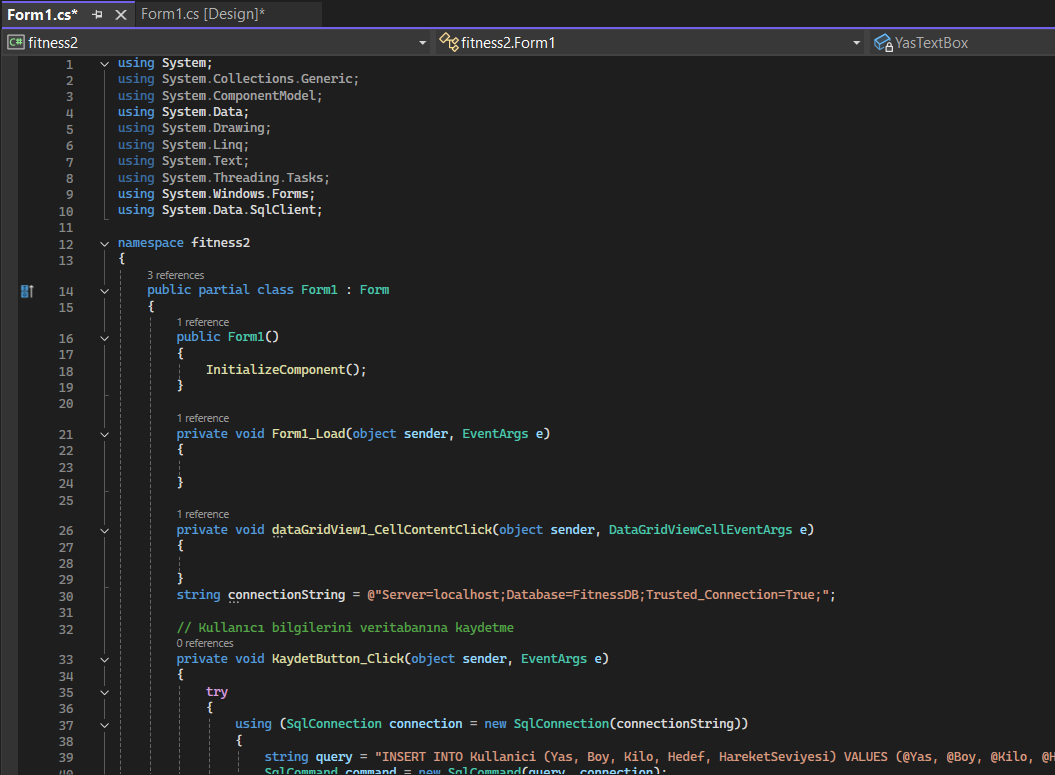 Form1.cs* Form1.cs [Design]*
C# fitness2 fitness2.Form1 YasTextBox
1 using System;
2 using System.Collections.Generic;
3 using System.ComponentModel;
4 using System.Data;
5 using System.Drawing;
6 using System.Linq;
7 using System.Text;
8 using System.Threading.Tasks;
9 using System.Windows.Forms;
10 using System.Data.SqlClient;
11
12 namespace fitness2
13 {
3 references
14 public partial class Form1 : Form
15 {
1 reference
16 public Form1()
17 {
18 InitializeComponent();
19 }
20
1 reference
21 private void Form1_Load(object sender, EventArgs e)
22 {
23
24 }
25
1 reference
26 private void dataGridView1_CellContentClick(object sender, DataGridViewCellEventArgs e)
27 {
28
29 }
30 string connectionString = @"Server=localhost;Database=FitnessDB;Trusted_Connection=True;";
31
32 // Kullanıcı bilgilerini veritabanına kaydetme
0 references
33 private void KaydetButton_Click(object sender, EventArgs e)
34 {
35 try
36 {
37 using (SqlConnection connection = new SqlConnection(connectionString))
38 {
39 string query = "INSERT INTO Kullanici (Yas, Boy, Kilo, Hedef, HareketSeviyesi) VALUES (@Yas, @Boy, @Kilo, @H
40 SqlCommand command = new SqlCommand(query, connection);